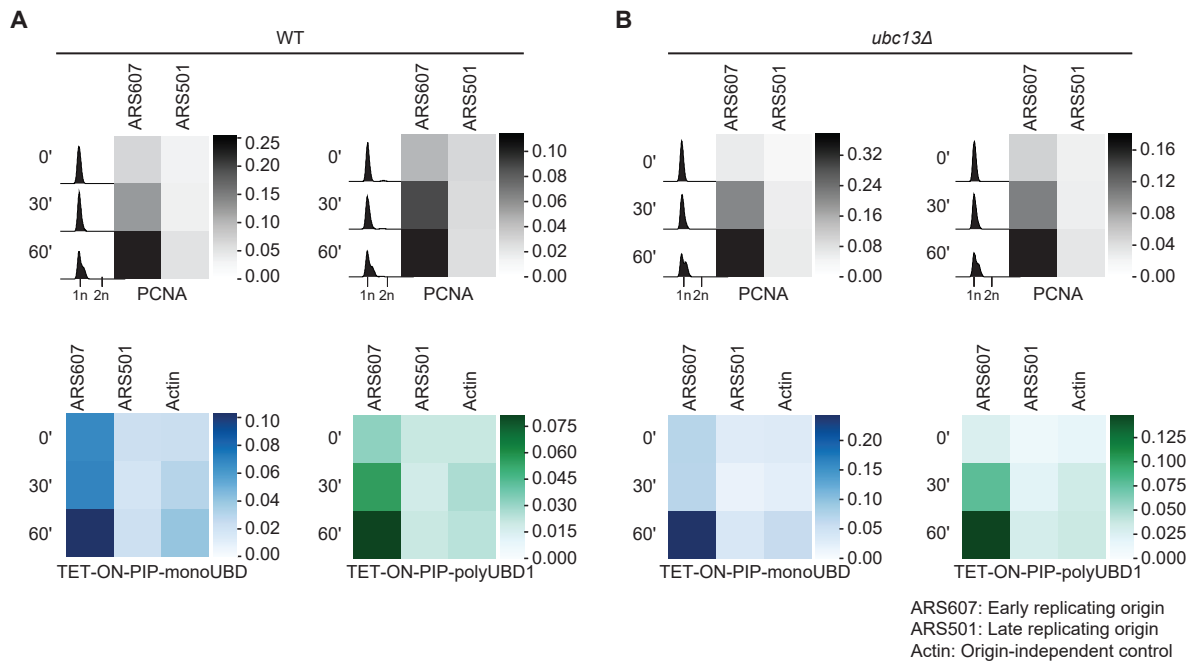 A
WT
ARS607 ARS501
0'
30'
60'
1n 2n
PCNA
0.25
0.20
0.15
0.10
0.05
0.00
ARS607 ARS501
0'
30'
60'
1n 2n
PCNA
0.10
0.08
0.06
0.04
0.02
0.00
ARS607 ARS501 Actin
0'
30'
60'
0.10
0.08
0.06
0.04
0.02
0.00
TET-ON-PIP-monoUBD
ARS607 ARS501 Actin
0'
30'
60'
0.075
0.060
0.045
0.030
0.015
0.000
TET-ON-PIP-polyUBD1
B
ubc13Δ
ARS607 ARS501
0'
30'
60'
1n 2n
PCNA
0.32
0.24
0.16
0.08
0.00
ARS607 ARS501
0'
30'
60'
1n 2n
PCNA
0.16
0.12
0.08
0.04
0.00
ARS607 ARS501 Actin
0'
30'
60'
0.20
0.15
0.10
0.05
0.00
TET-ON-PIP-monoUBD
ARS607 ARS501 Actin
0'
30'
60'
0.125
0.100
0.075
0.050
0.025
0.000
TET-ON-PIP-polyUBD1
ARS607: Early replicating origin
ARS501: Late replicating origin
Actin: Origin-independent control